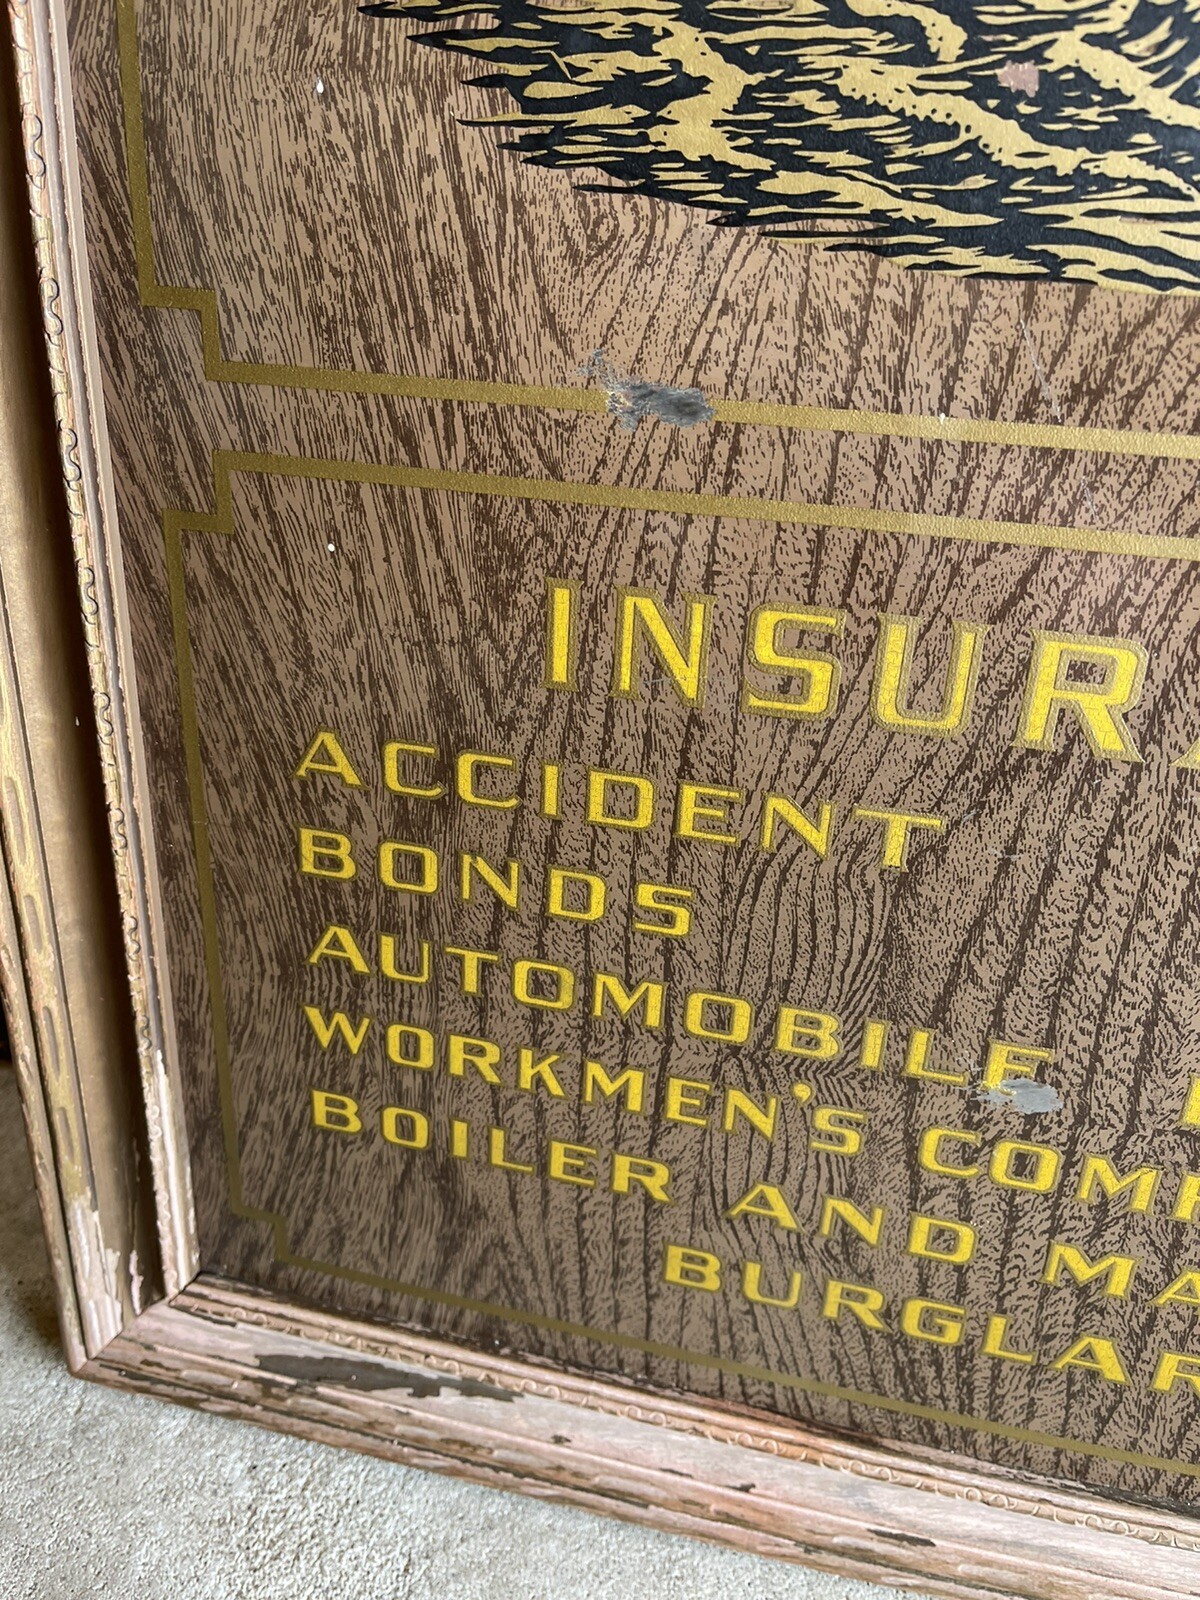 INSURA
ACCIDENT
BONDS
AUTOMOBILE
WORKMEN'S COMP
BOILER AND MA
BURGLAR